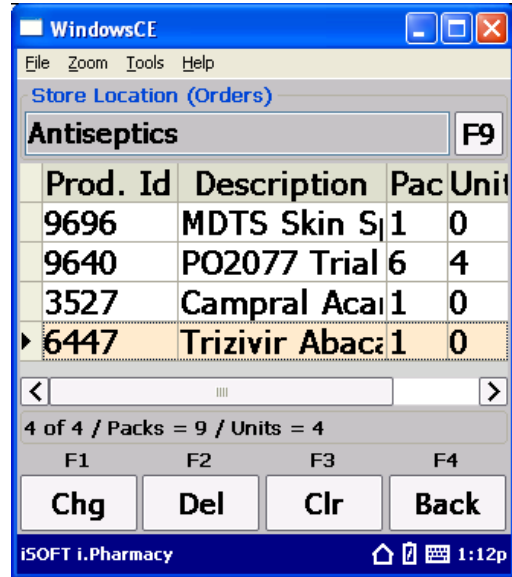 WindowsCE
File Zoom Tools Help
Store Location (Orders)
Antiseptics F9
Prod. Id Description Pac Unit
9696 MDTS Skin Sp 1 0
9640 PO2077 Trial 6 4
3527 Campral Aca 1 0
6447 Trizivir Abaca 1 0
4 of 4 / Packs = 9 / Units = 4
F1 F2 F3 F4
Chg Del Clr Back
iSOFT i.Pharmacy 1:12p